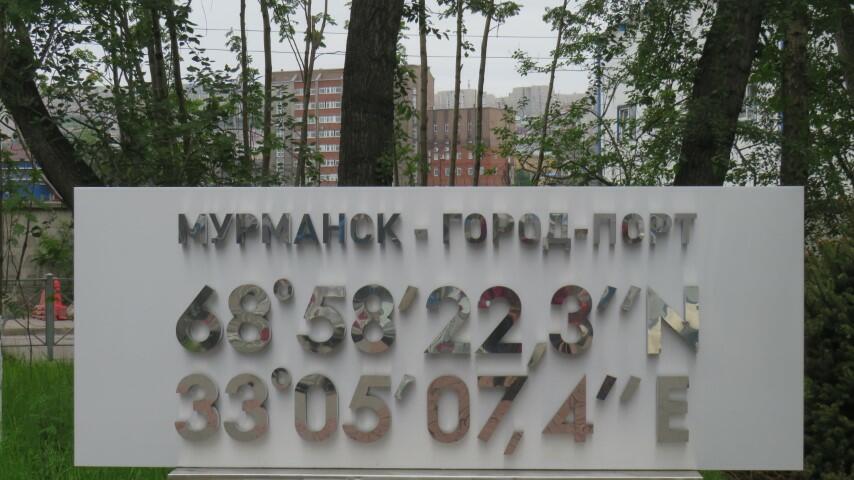 МУРМАНСК - ГОРОД-ПОРТ
68°58′22,3″N
33°05′07,4″E